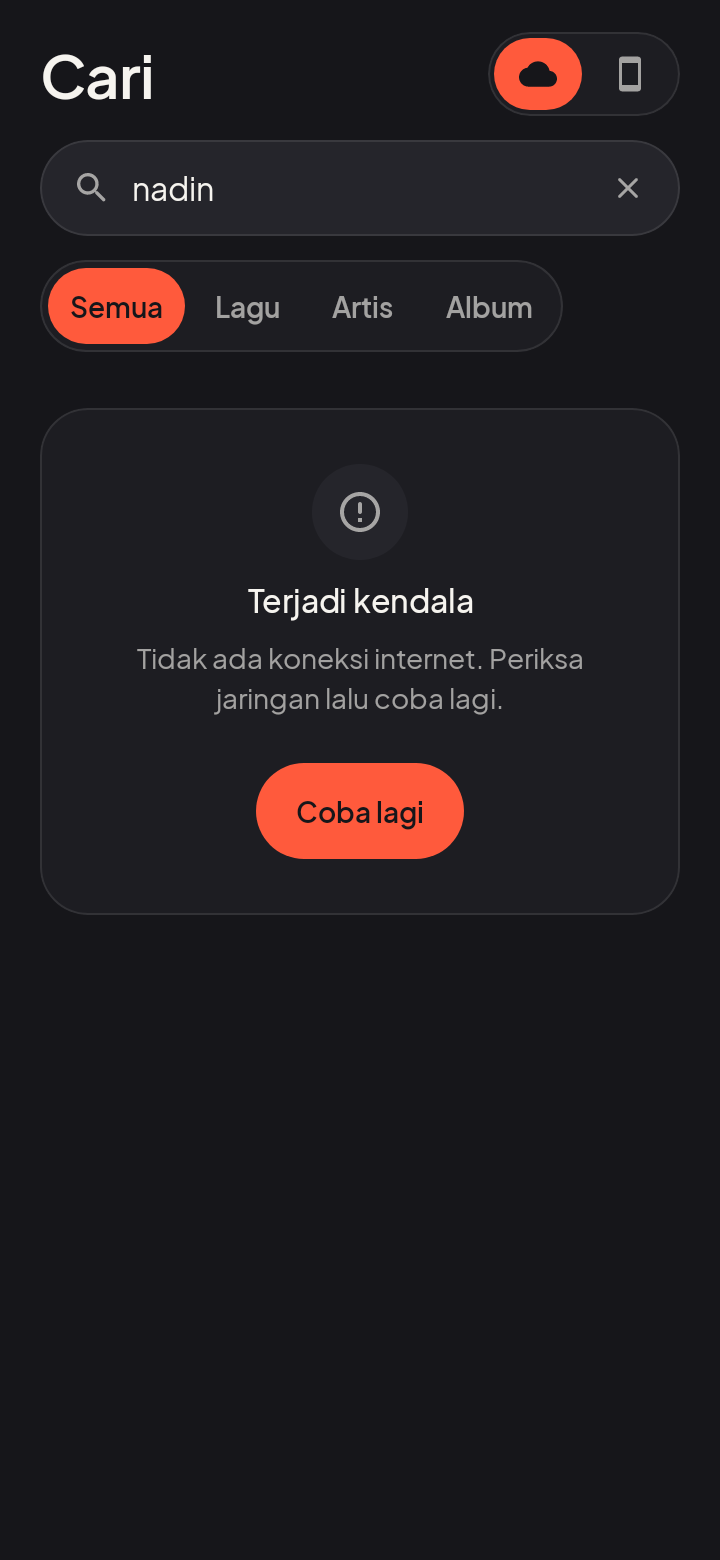 Cari
nadin
Semua
Lagu
Artis
Album
Terjadi kendala
Tidak ada koneksi internet. Periksa
jaringan lalu coba lagi.
Coba lagi